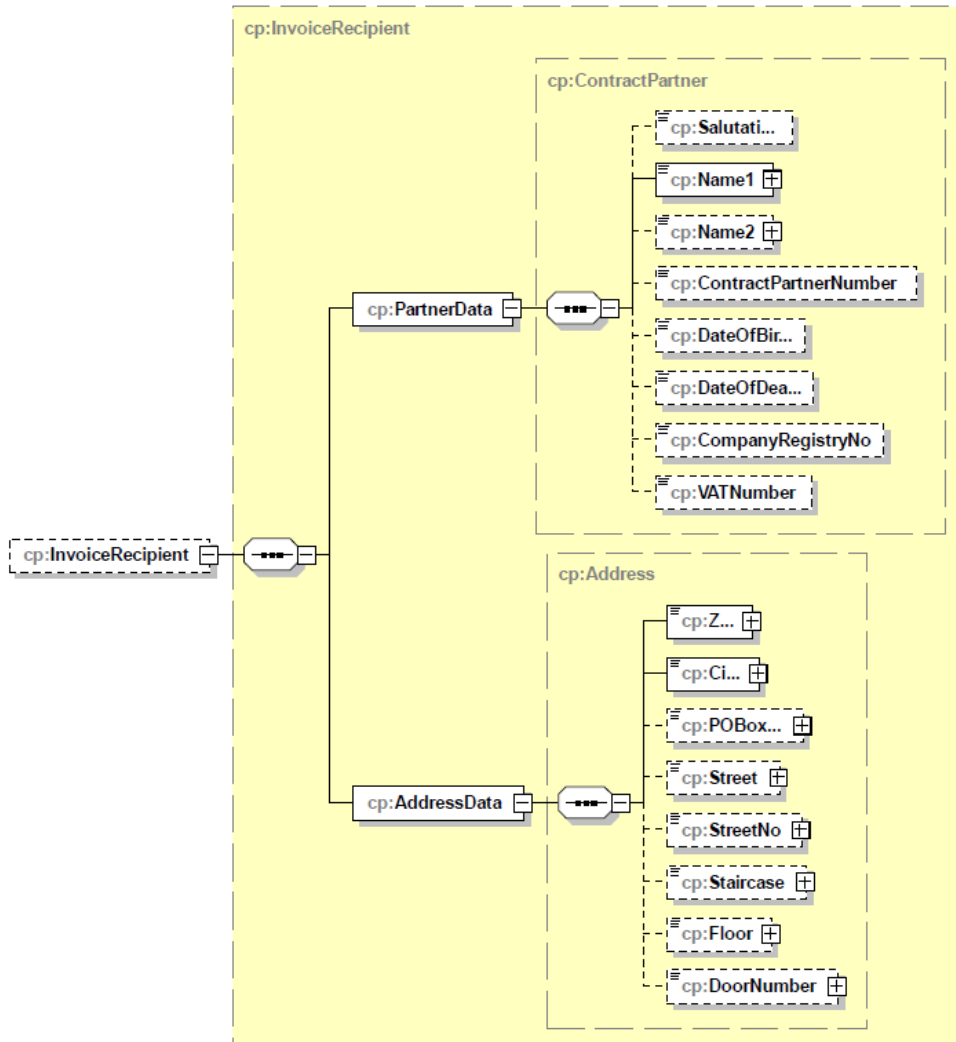 cp:InvoiceRecipient
cp:ContractPartner
cp:Salutati...
cp:Name1
cp:Name2
cp:ContractPartnerNumber
cp:PartnerData
cp:DateOfBir...
cp:DateOfDea...
cp:CompanyRegistryNo
cp:VATNumber
cp:InvoiceRecipient
cp:Address
cp:Z...
cp:Ci...
cp:POBox...
cp:Street
cp:AddressData
cp:StreetNo
cp:Staircase
cp:Floor
cp:DoorNumber